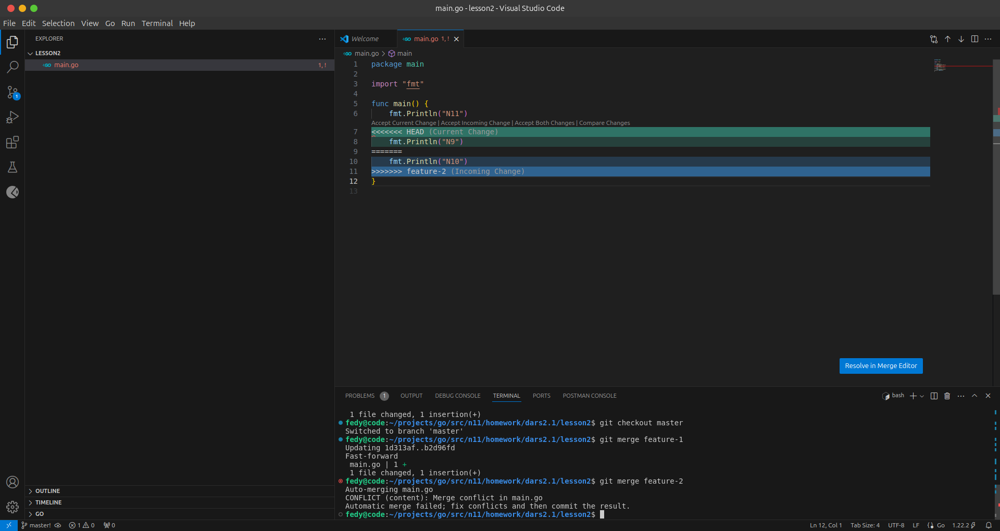 main.go - lesson2 - Visual Studio Code
File Edit Selection View Go Run Terminal Help
EXPLORER
LESSON2
main.go 1, !
OUTLINE
TIMELINE
GO
Welcome main.go 1, !
main.go > main
1 package main
2
3 import "fmt"
4
5 func main() {
6 fmt.Println("N11")
Accept Current Change | Accept Incoming Change | Accept Both Changes | Compare Changes
7 <<<<<<< HEAD (Current Change)
8 fmt.Println("N9")
9 =======
10 fmt.Println("N10")
11 >>>>>>> feature-2 (Incoming Change)
12 }
13
Resolve in Merge Editor
PROBLEMS 1 OUTPUT DEBUG CONSOLE TERMINAL PORTS POSTMAN CONSOLE bash
1 file changed, 1 insertion(+)
fedy@code:~/projects/go/src/n11/homework/dars2.1/lesson2$ git checkout master
Switched to branch 'master'
fedy@code:~/projects/go/src/n11/homework/dars2.1/lesson2$ git merge feature-1
Updating 1d313af..b2d96fd
Fast-forward
main.go | 1 +
1 file changed, 1 insertion(+)
fedy@code:~/projects/go/src/n11/homework/dars2.1/lesson2$ git merge feature-2
Auto-merging main.go
CONFLICT (content): Merge conflict in main.go
Automatic merge failed; fix conflicts and then commit the result.
fedy@code:~/projects/go/src/n11/homework/dars2.1/lesson2$
master! 1 0 0 Ln 12, Col 1 Tab Size: 4 UTF-8 LF Go 1.22.2